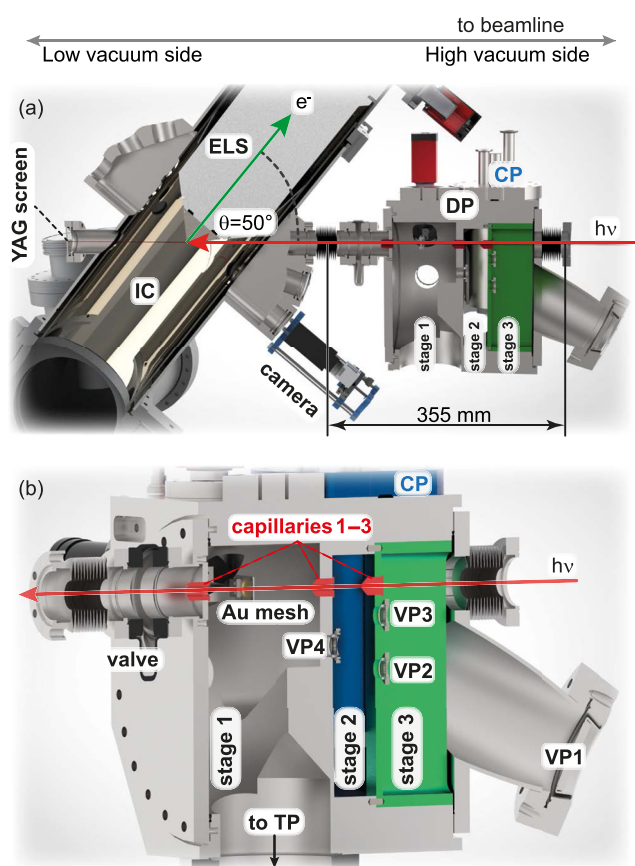 to beamline
Low vacuum side
High vacuum side
(a)
e-
ELS
CP
YAG screen
DP
θ=50°
hν
IC
stage 1
stage 2
stage 3
camera
355 mm
(b)
CP
capillaries 1–3
hν
Au mesh
VP3
VP4
valve
VP2
stage 1
stage 2
stage 3
VP1
to TP